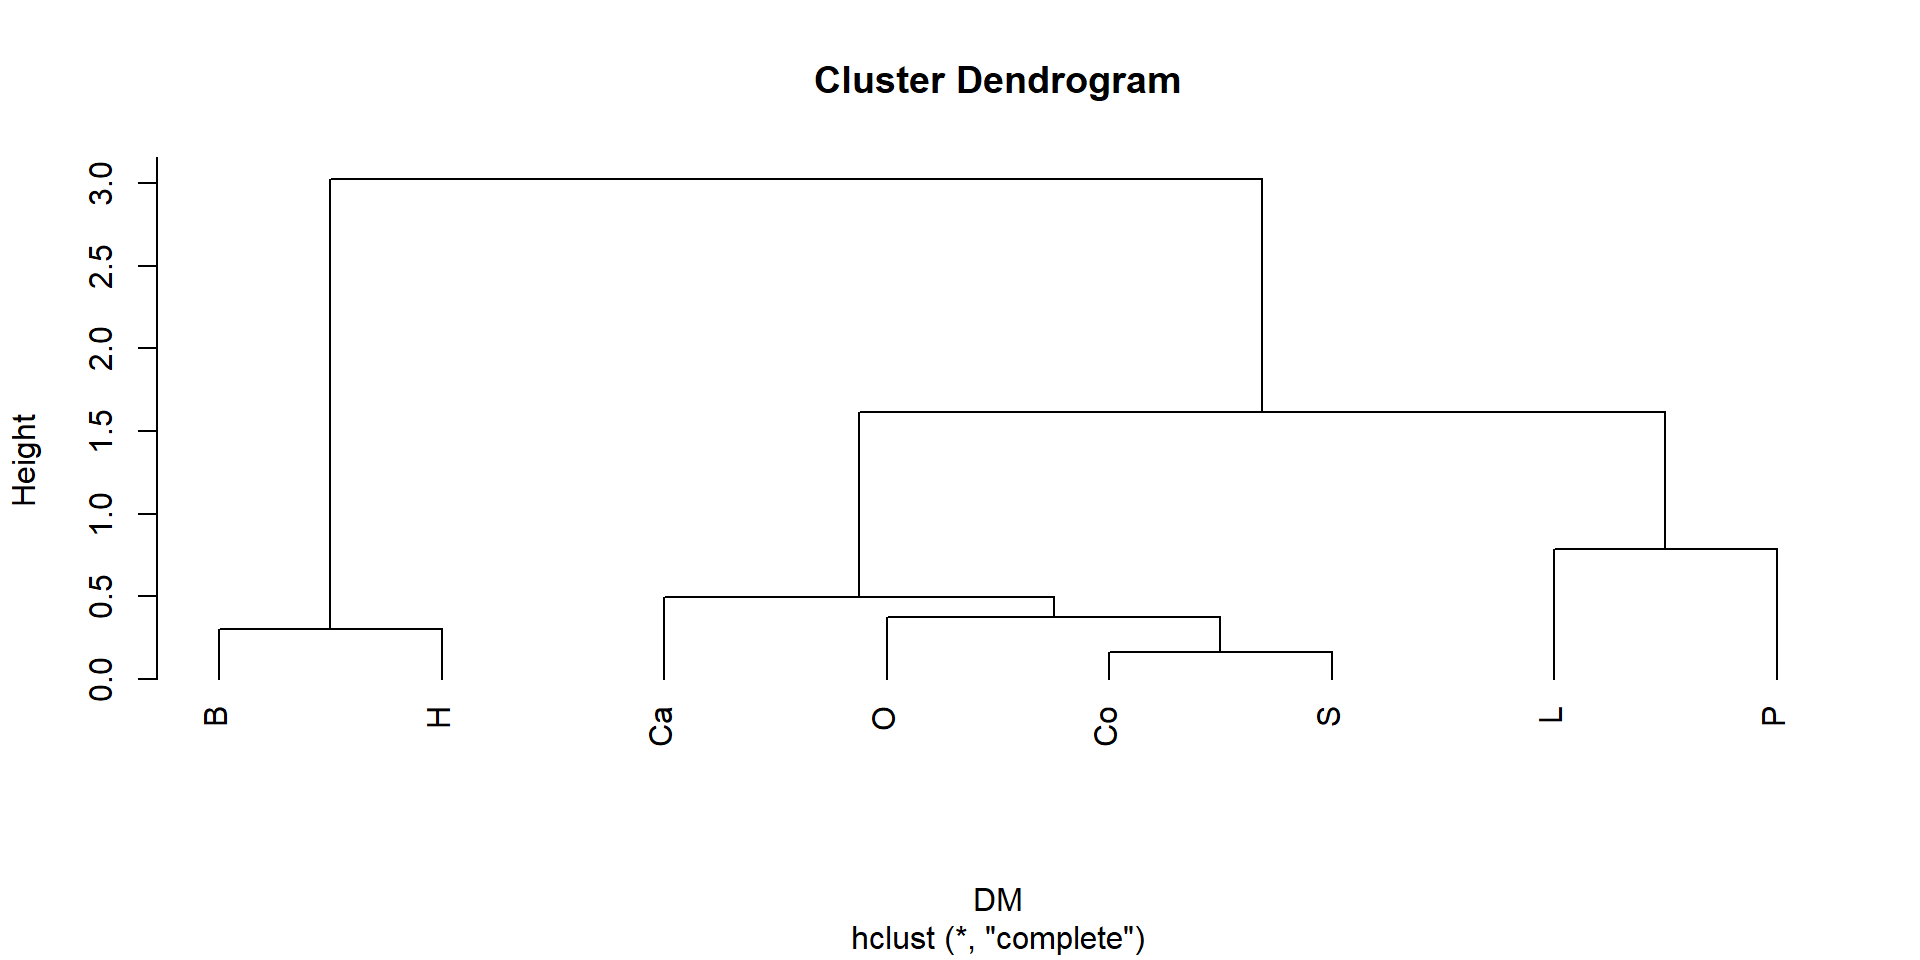 Cluster Dendrogram
Height
3.0
2.5
2.0
1.5
1.0
0.5
0.0
B H Ca O Co S L P
DM
hclust (*, "complete")